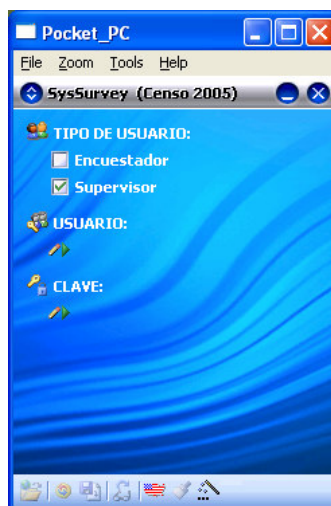 Pocket_PC
File Zoom Tools Help
SysSurvey (Censo 2005)
TIPO DE USUARIO:
Encuestador
Supervisor
USUARIO:
CLAVE: